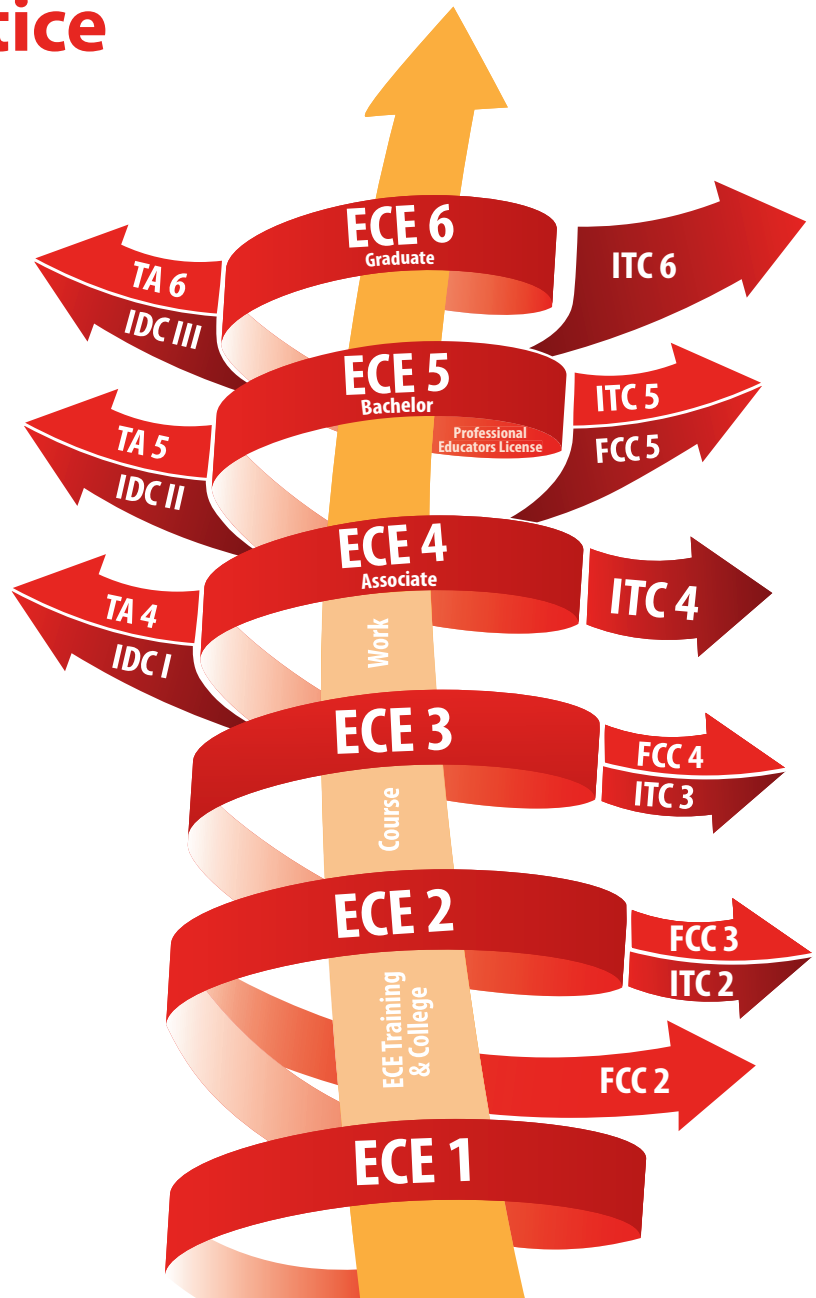 tice
ECE 6
Graduate
TA 6
IDC III
ITC 6
ECE 5
Bachelor
Professional
Educators License
TA 5
IDC II
ITC 5
FCC 5
ECE 4
Associate
TA 4
IDC I
ITC 4
Work
ECE 3
FCC 4
ITC 3
Course
ECE 2
FCC 3
ITC 2
ECE Training
& College
FCC 2
ECE 1